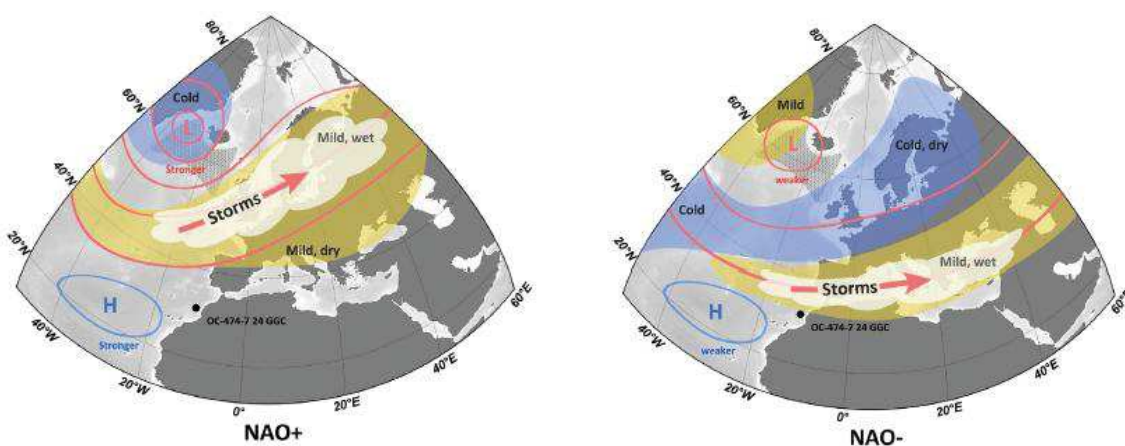 80°N
60°N
40°N
20°N
40°W
20°W
0°
20°E
40°E
60°E
Cold
L
Stronger
Mild, wet
Storms
Mild, dry
H
Stronger
OC-474-7 24 GGC
NAO+
80°N
60°N
40°N
20°N
40°W
20°W
0°
20°E
40°E
60°E
Mild
L
weaker
Cold, dry
Cold
Mild, wet
Storms
H
weaker
OC-474-7 24 GGC
NAO-